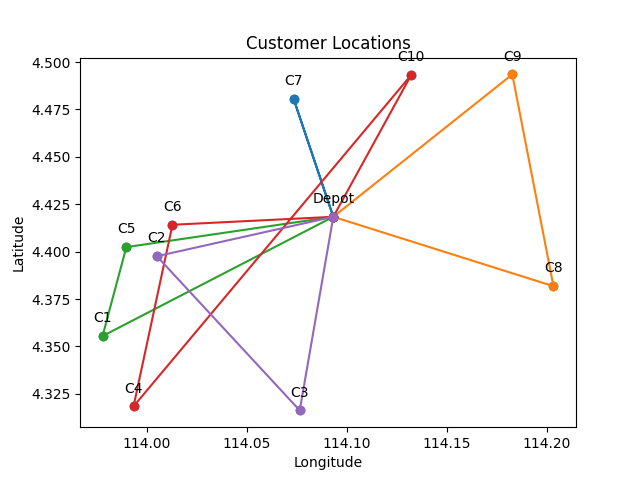 Customer Locations
C10
C9
4.500
C7
4.475
4.450
Latitude
4.425
Depot
C6
C5
C2
4.400
C8
4.375
4.350
C1
4.325
C4
C3
114.00
114.05
114.10
114.15
114.20
Longitude